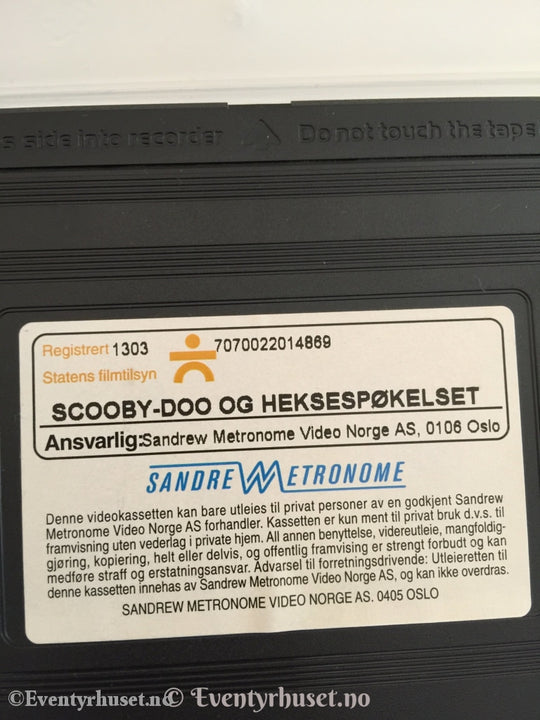 s side into recorder Do not touch the tape
Registrert 1303 7070022014869
Statens filmtilsyn
SCOOBY-DOO OG HEKSESPØKELSET
Ansvarlig:Sandrew Metronome Video Norge AS, 0106 Oslo
SANDREW METRONOME
Denne videokassetten kan bare utleies til privat personer av en godkjent Sandrew
Metronome Video Norge AS forhandler. Kassetten er kun ment til privat bruk d.v.s. til
framvisning uten vederlag i private hjem. All annen benyttelse, videreutleie, mangfoldig-
gjøring, kopiering, helt eller delvis, og offentlig framvising er strengt forbudt og kan
medføre straff og erstatningsansvar. Advarsel til forretningsdrivende: Utleieretten til
denne kassetten innehas av Sandrew Metronome Video Norge AS, og kan ikke overdras.
SANDREW METRONOME VIDEO NORGE AS. 0405 OSLO
©Eventyrhuset.no © Eventyrhuset.no